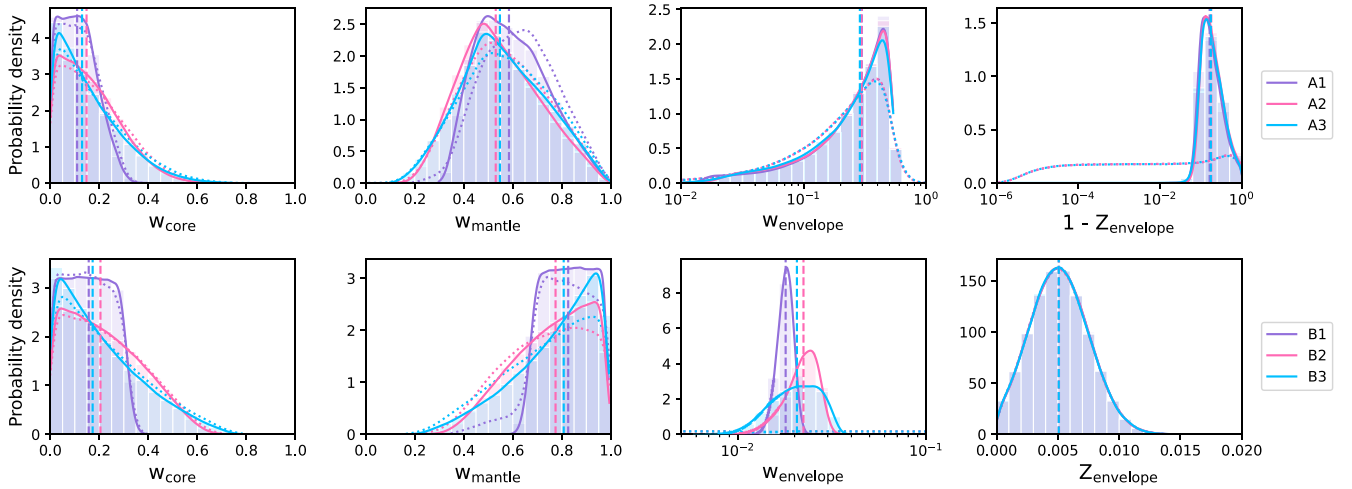 Probability density
0 1 2 3 4
0.0 0.2 0.4 0.6 0.8 1.0
w_core
0.0 0.5 1.0 1.5 2.0 2.5
0.0 0.2 0.4 0.6 0.8 1.0
w_mantle
0.0 0.5 1.0 1.5 2.0 2.5
10^-2 10^-1 10^0
w_envelope
0.0 0.5 1.0 1.5
10^-6 10^-4 10^-2 10^0
1 - Z_envelope
A1
A2
A3
Probability density
0 1 2 3
0.0 0.2 0.4 0.6 0.8 1.0
w_core
0 1 2 3
0.0 0.2 0.4 0.6 0.8 1.0
w_mantle
0 2 4 6 8
10^-2 10^-1
w_envelope
0 50 100 150
0.000 0.005 0.010 0.015 0.020
Z_envelope
B1
B2
B3